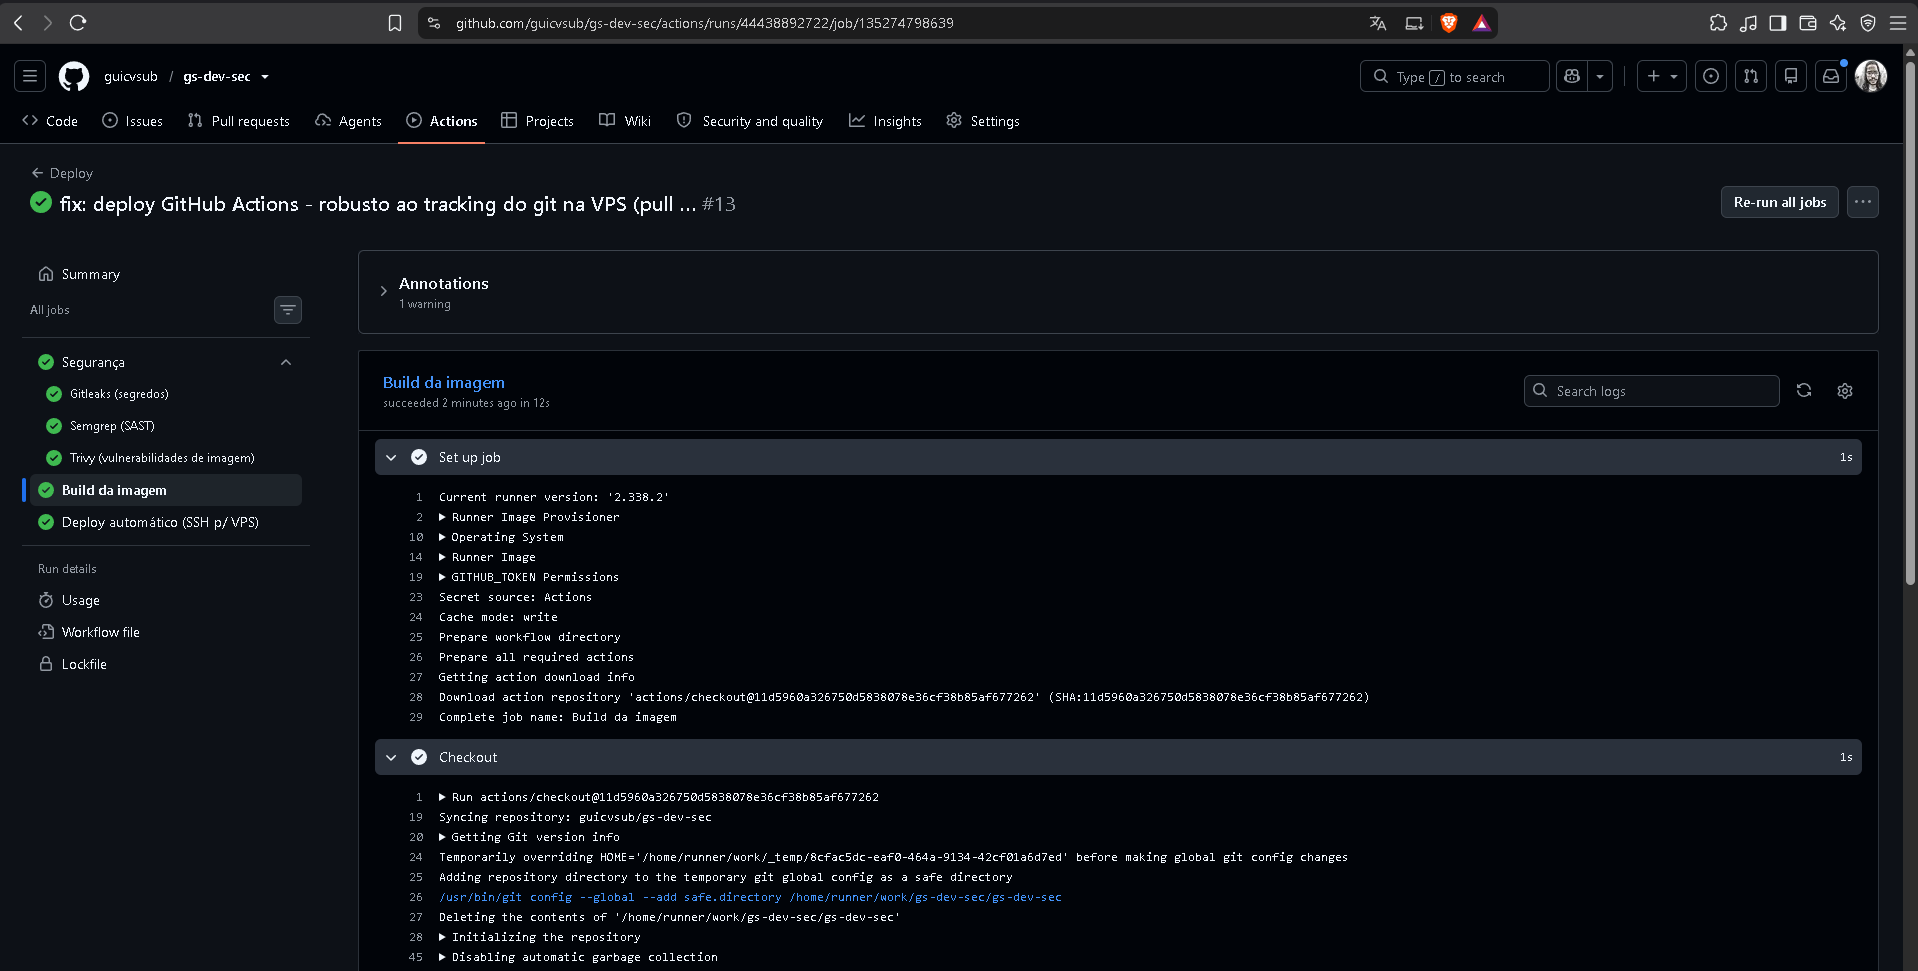 github.com/guicvsub/gs-dev-sec/actions/runs/44438892722/job/135274798639
guicvsub / gs-dev-sec
Type / to search
Code
Issues
Pull requests
Agents
Actions
Projects
Wiki
Security and quality
Insights
Settings
Deploy
fix: deploy GitHub Actions - robusto ao tracking do git na VPS (pull ... #13
Re-run all jobs
Summary
All jobs
Segurança
Gitleaks (segredos)
Semgrep (SAST)
Trivy (vulnerabilidades de imagem)
Build da imagem
Deploy automático (SSH p/ VPS)
Run details
Usage
Workflow file
Lockfile
Annotations
1 warning
Build da imagem
succeeded 2 minutes ago in 12s
Search logs
Set up job 1s
1 Current runner version: '2.338.2'
2 Runner Image Provisioner
10 Operating System
14 Runner Image
19 GITHUB_TOKEN Permissions
23 Secret source: Actions
24 Cache mode: write
25 Prepare workflow directory
26 Prepare all required actions
27 Getting action download info
28 Download action repository 'actions/checkout@11d5960a326750d5838078e36cf38b85af677262' (SHA:11d5960a326750d5838078e36cf38b85af677262)
29 Complete job name: Build da imagem
Checkout 1s
1 Run actions/checkout@11d5960a326750d5838078e36cf38b85af677262
19 Syncing repository: guicvsub/gs-dev-sec
20 Getting Git version info
24 Temporarily overriding HOME='/home/runner/work/_temp/8cfac5dc-eaf0-464a-9134-42cf01a6d7ed' before making global git config changes
25 Adding repository directory to the temporary git global config as a safe directory
26 /usr/bin/git config --global --add safe.directory /home/runner/work/gs-dev-sec/gs-dev-sec
27 Deleting the contents of '/home/runner/work/gs-dev-sec/gs-dev-sec'
28 Initializing the repository
45 Disabling automatic garbage collection